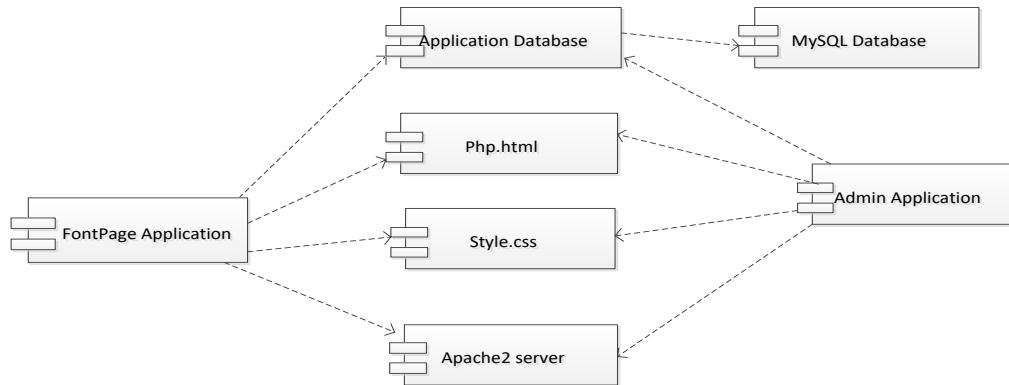 Application Database
MySQL Database
Php.html
Admin Application
FontPage Application
Style.css
Apache2 server